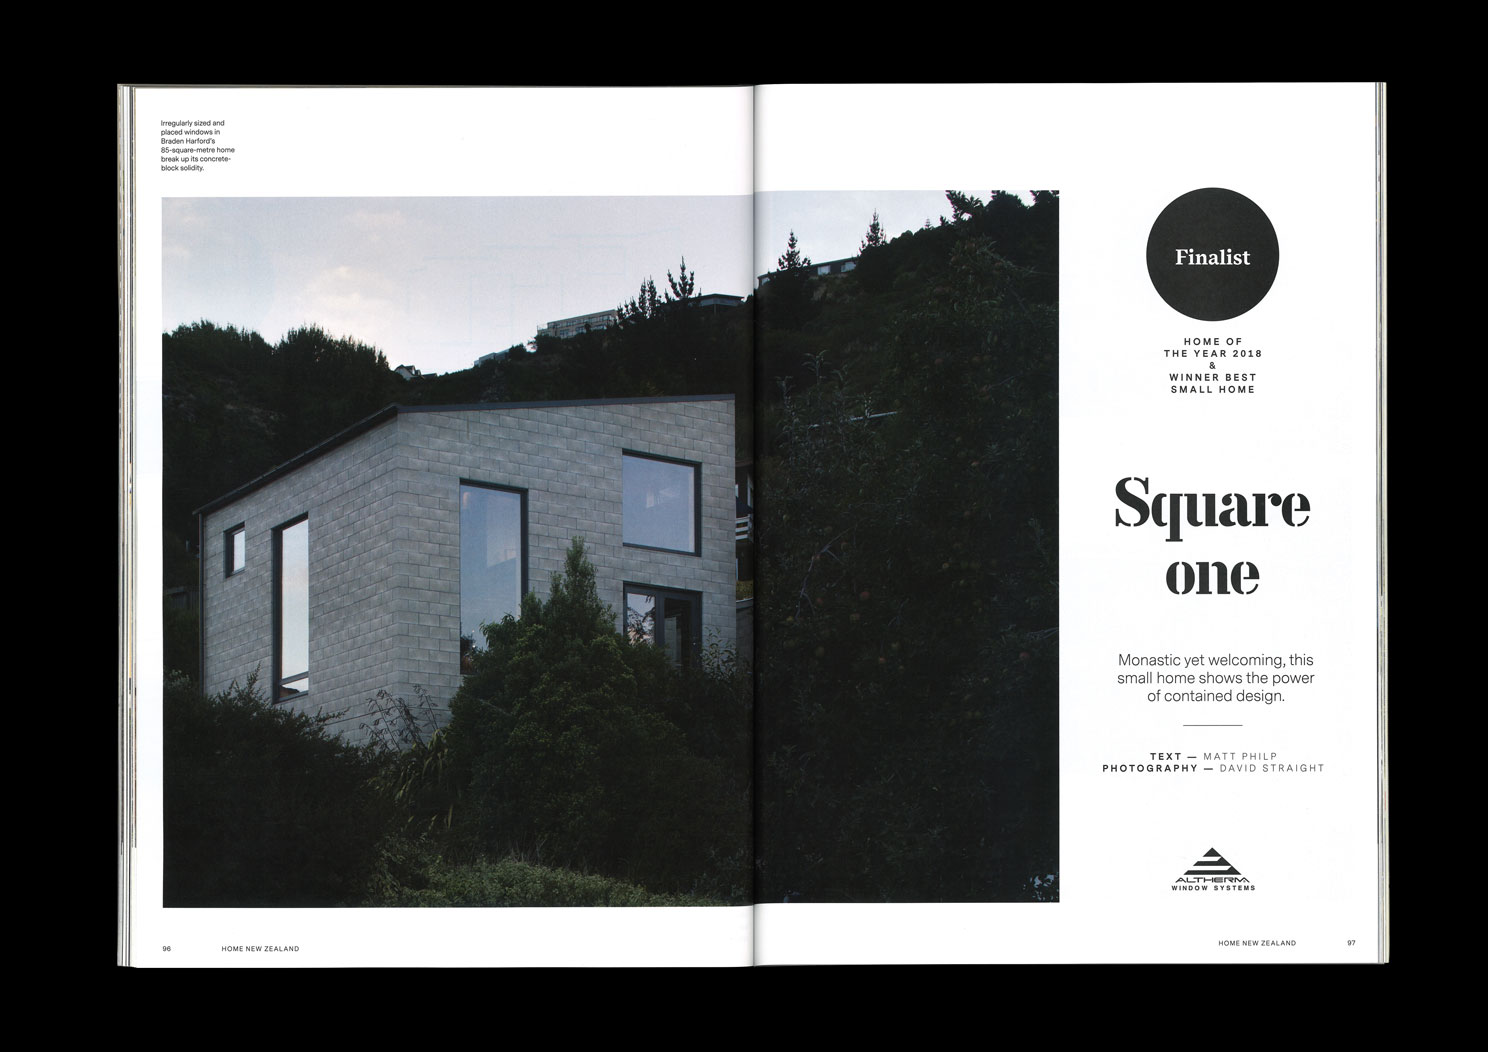 Irregularly sized and
placed windows in
Braden Harford's
85-square-metre home
break up its concrete-
block solidity.
96
HOME NEW ZEALAND
Finalist
HOME OF
THE YEAR 2018
&
WINNER BEST
SMALL HOME
Square
one
Monastic yet welcoming, this
small home shows the power
of contained design.
TEXT — MATT PHILP
PHOTOGRAPHY — DAVID STRAIGHT
ALTHERM
WINDOW SYSTEMS
HOME NEW ZEALAND
97